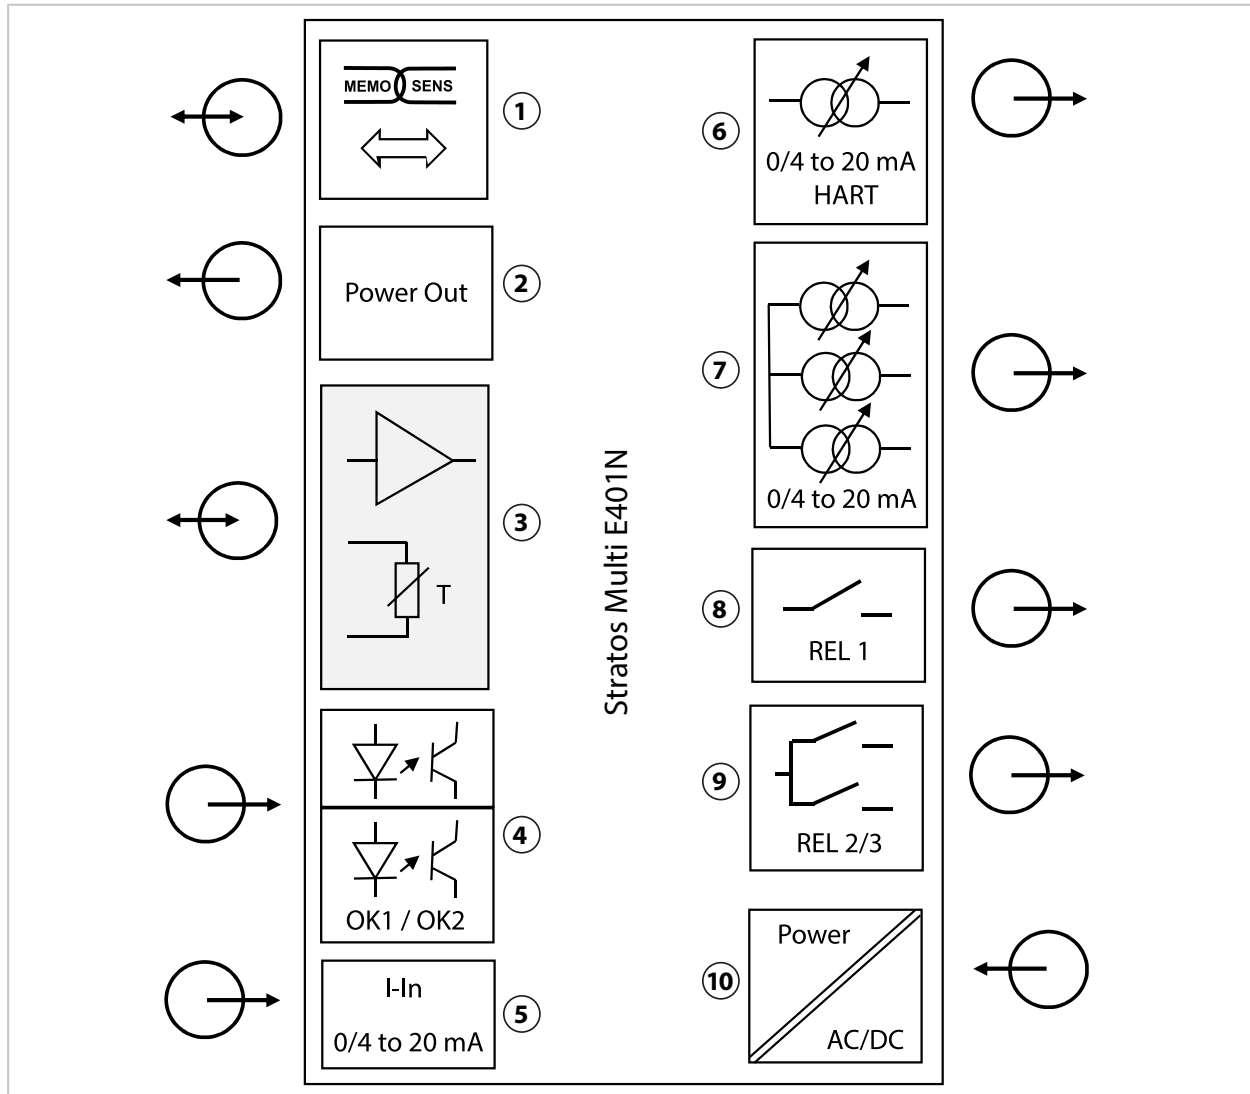 MEMO SENS
1
Power Out
2
3
T
4
OK1 / OK2
I-In
5
0/4 to 20 mA
Stratos Multi E401N
6
0/4 to 20 mA
HART
7
0/4 to 20 mA
8
REL 1
9
REL 2/3
Power
10
AC/DC